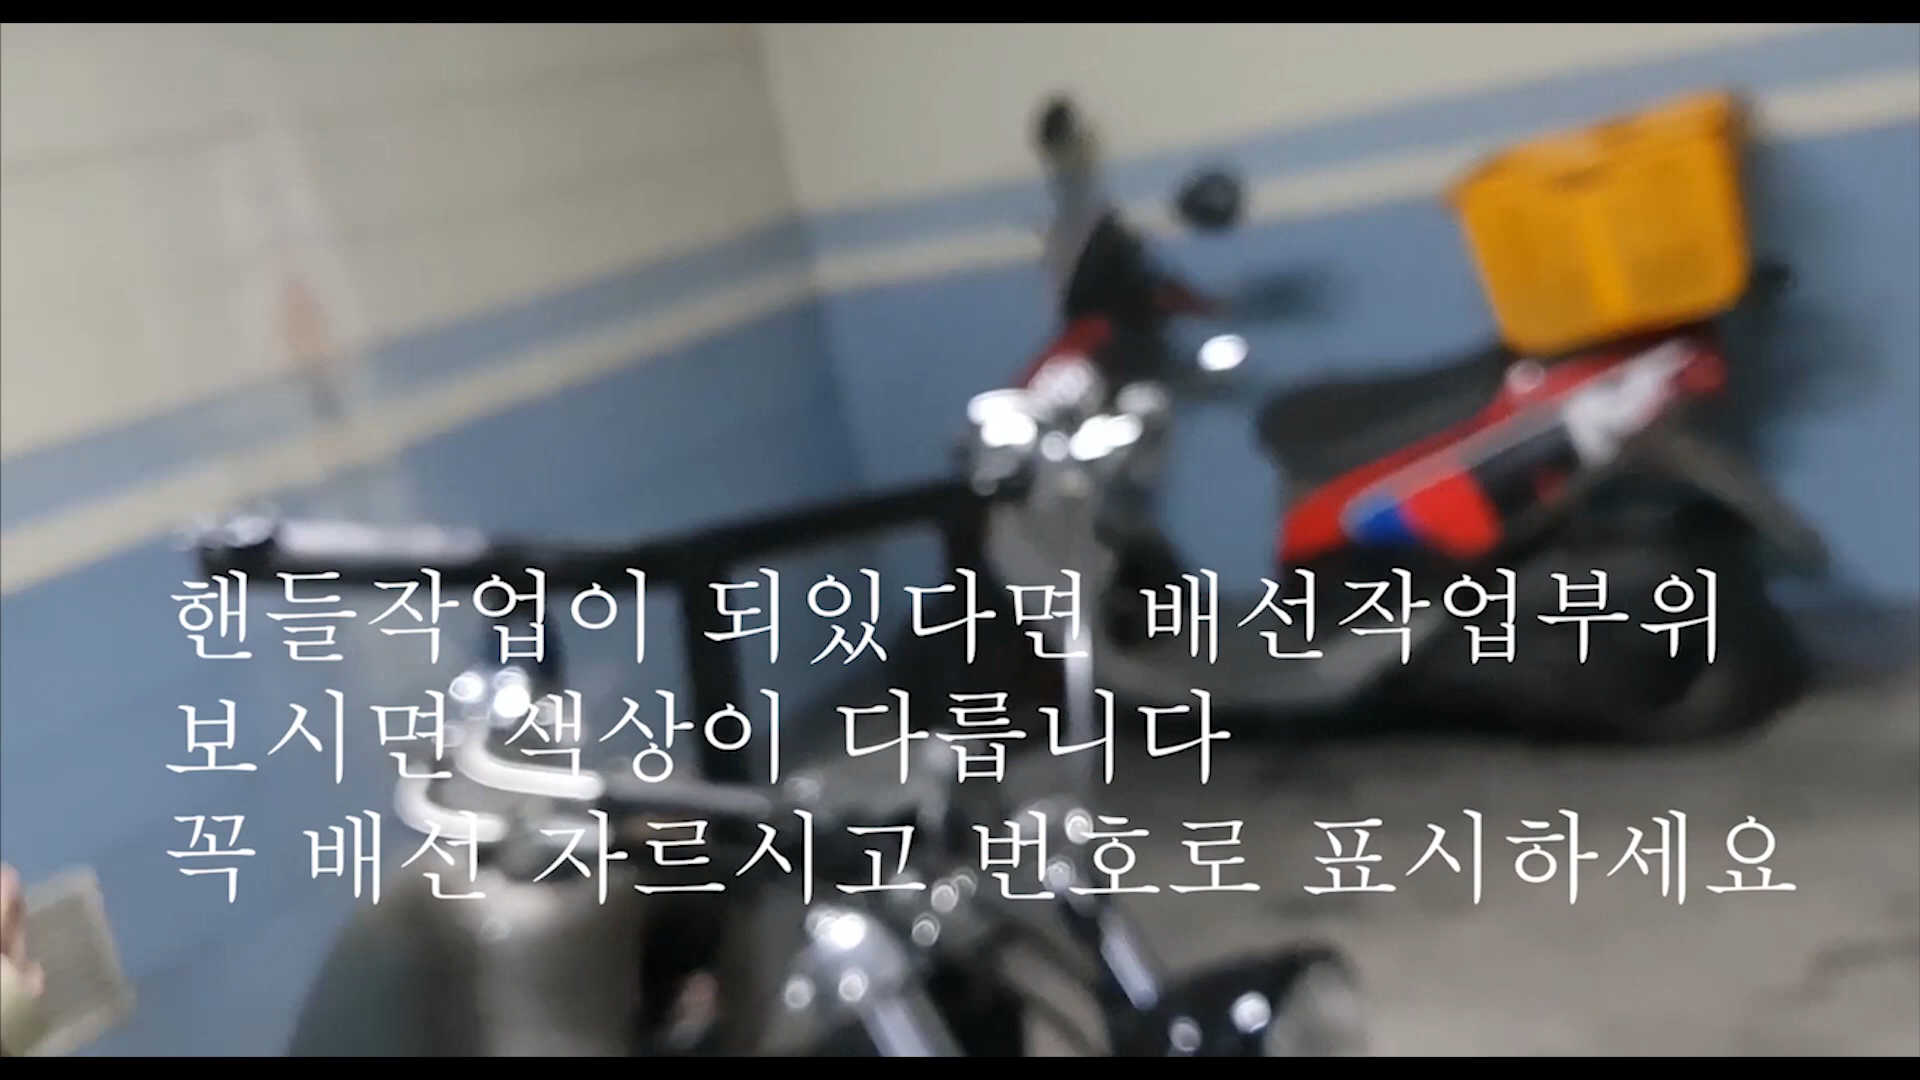 핸들작업이 되있다면 배선작업부위
보시면 색상이 다룹니다
꼭 배선 자르시고 번호로 표시하세요